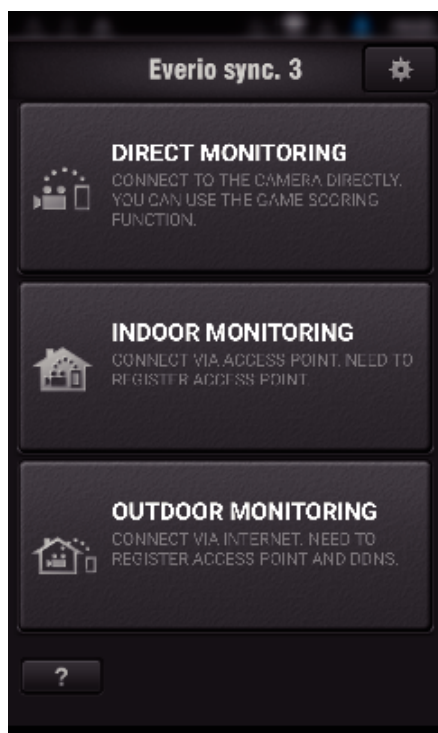 Everio sync. 3
DIRECT MONITORING
CONNECT TO THE CAMERA DIRECTLY.
YOU CAN USE THE GAME SCORING
FUNCTION.
INDOOR MONITORING
CONNECT VIA ACCESS POINT. NEED TO
REGISTER ACCESS POINT.
OUTDOOR MONITORING
CONNECT VIA INTERNET. NEED TO
REGISTER ACCESS POINT AND DDNS.
?